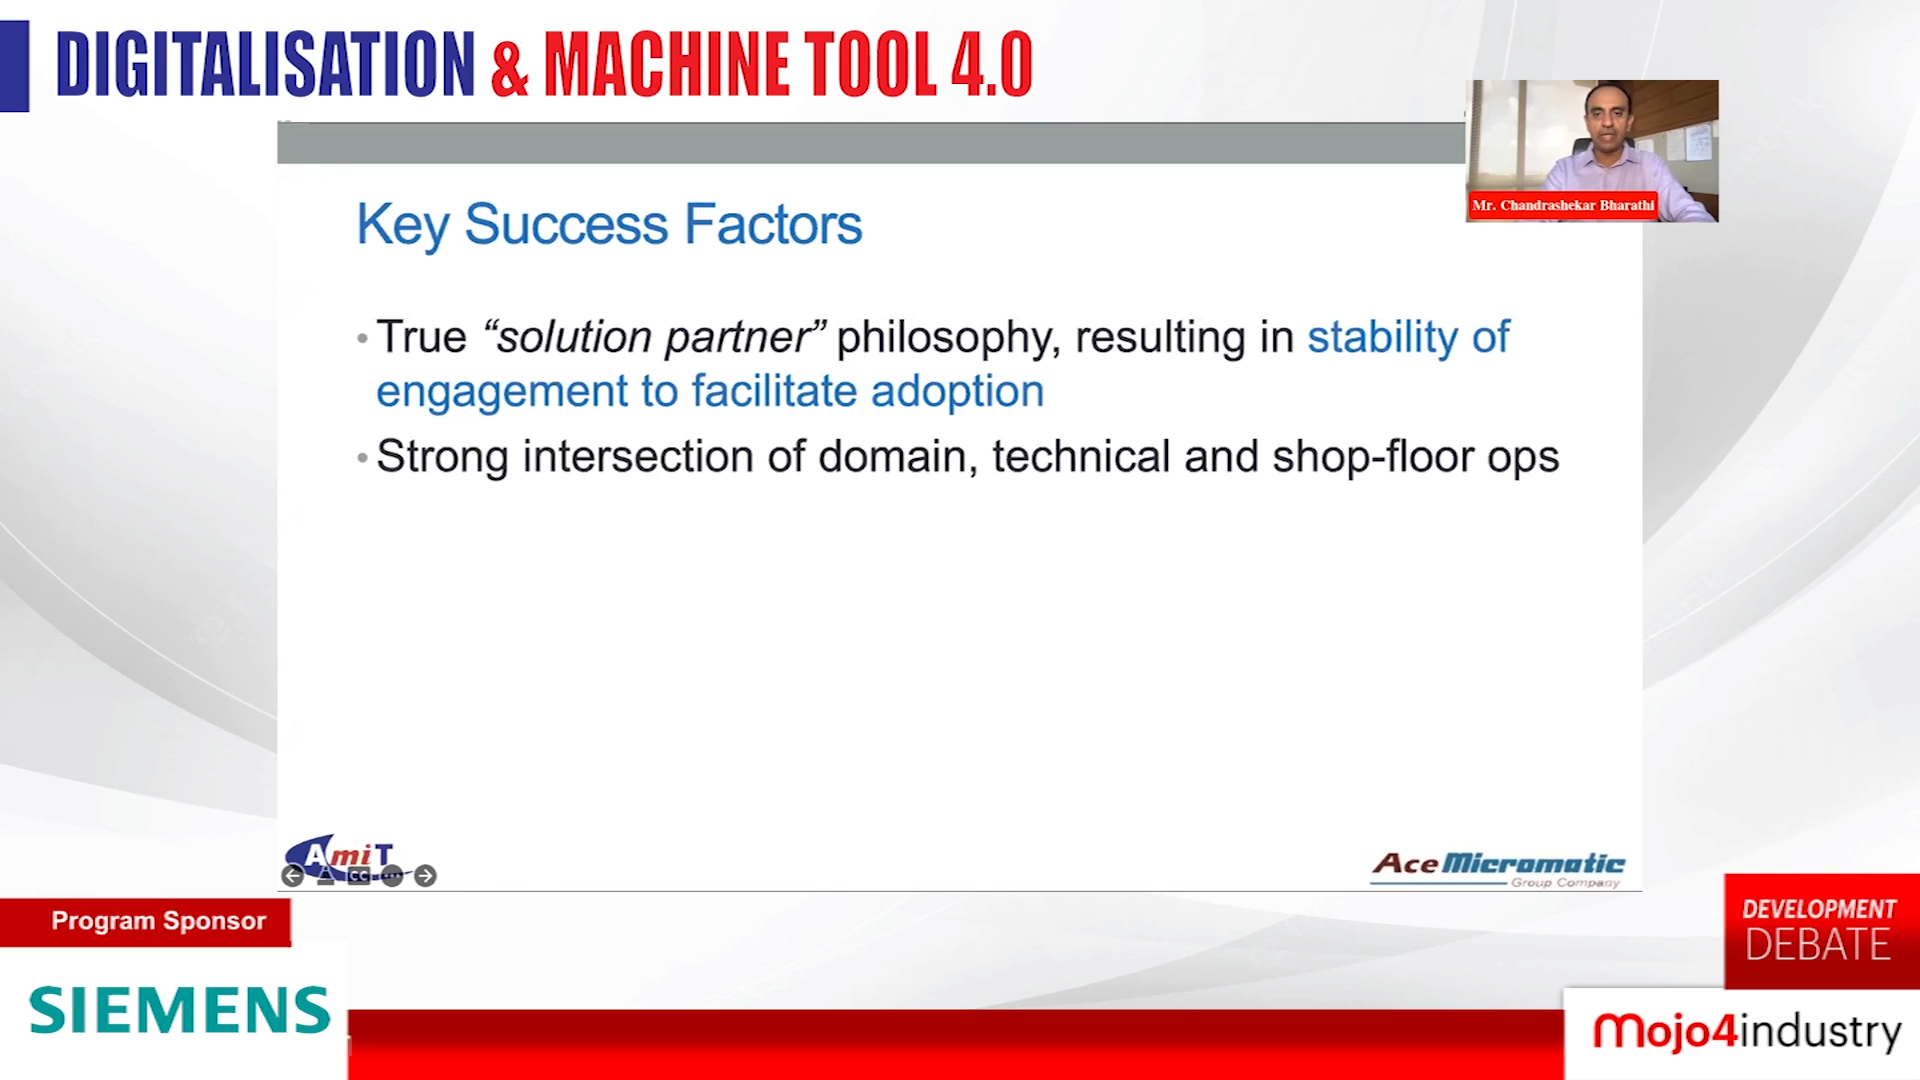 DIGITALISATION & MACHINE TOOL 4.0
Mr. Chandrashekar Bharathi
Key Success Factors
• True “solution partner” philosophy, resulting in stability of
engagement to facilitate adoption
• Strong intersection of domain, technical and shop-floor ops
AmiT
CC
AceMicromatic
Group Company
Program Sponsor
SIEMENS
DEVELOPMENT
DEBATE
mojo4industry